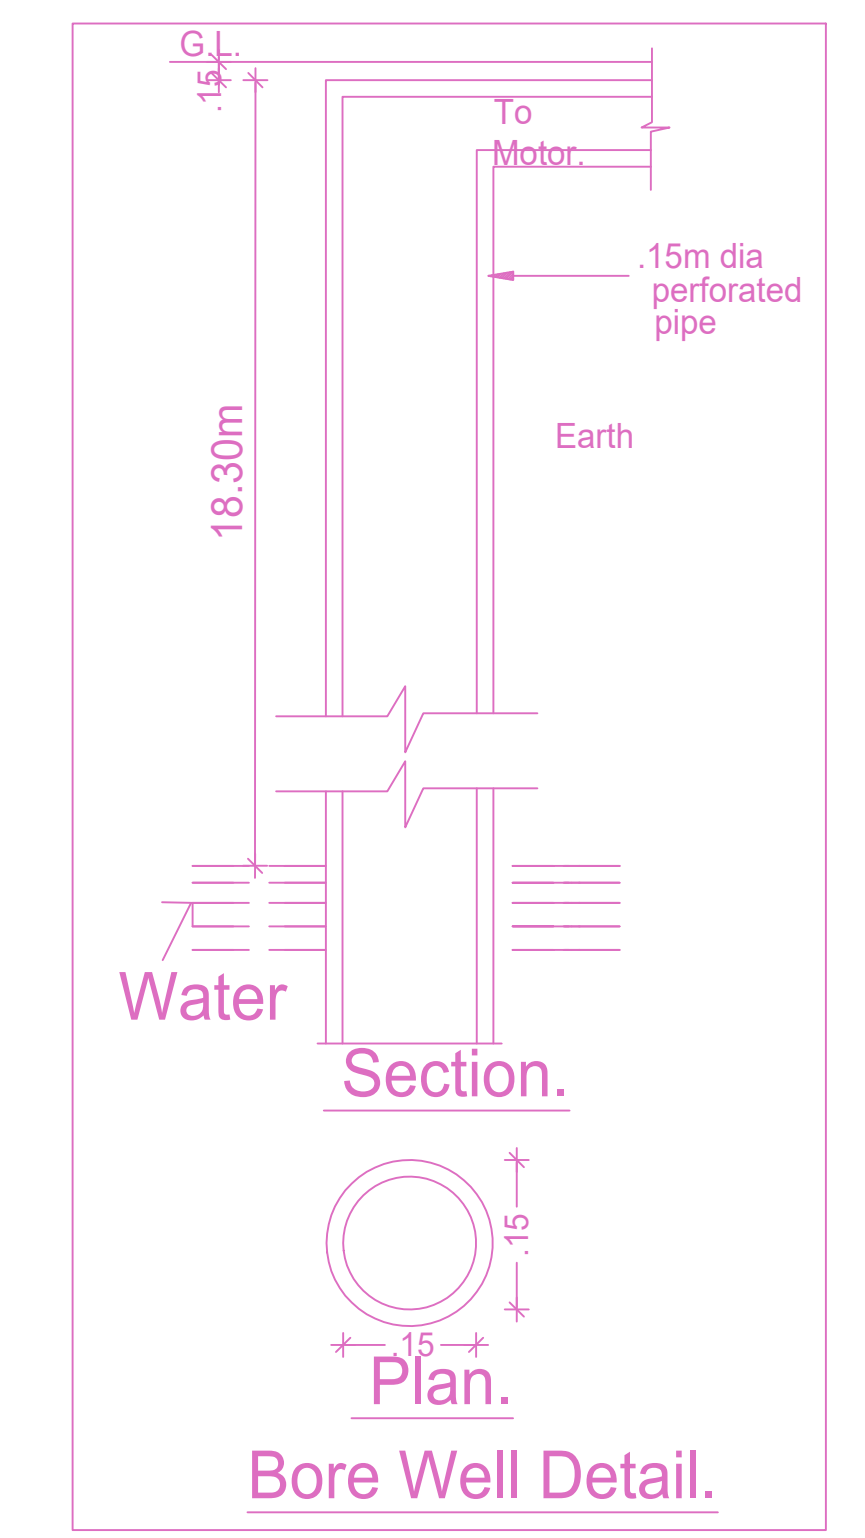 G.L.
.15
To
Motor.
.15m dia
perforated
pipe
18.30m
Earth
Water
Section.
.15
.15
Plan.
Bore Well Detail.